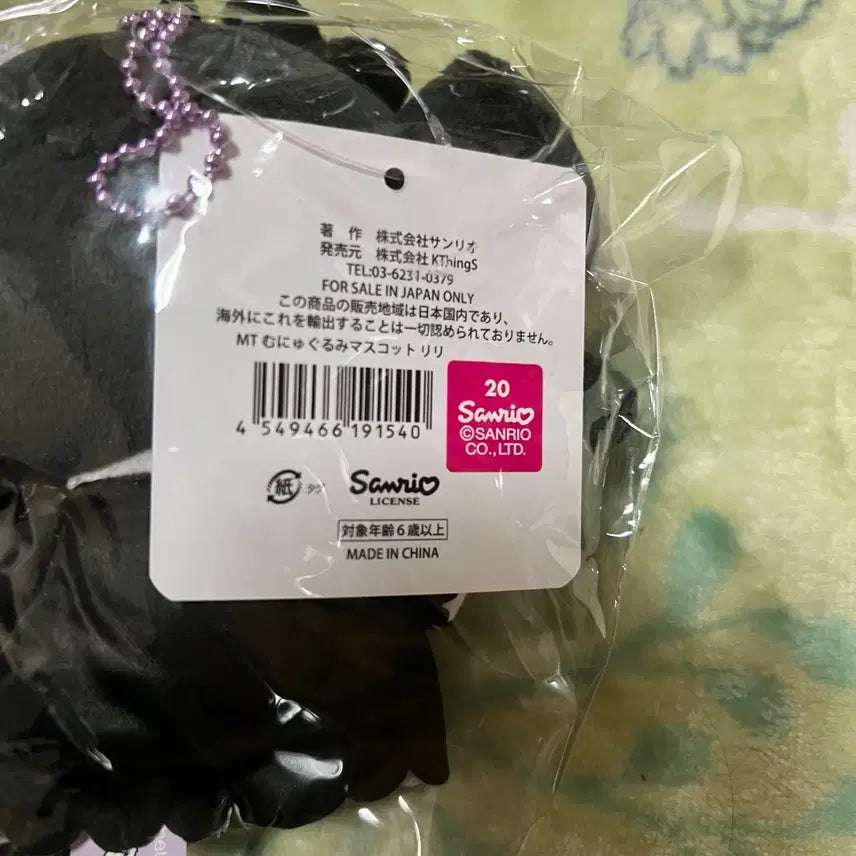 著 作 株式会社サンリオ
発売元 株式会社KThingS
TEL:03-6231-0379
FOR SALE IN JAPAN ONLY
この商品の販売地域は日本国内であり、
海外にこれを輸出することは一切認められておりません。
MT むにゅぐるみマスコット リリ
4 549466 191540
20
Sanrio
©SANRIO
CO.,LTD.
紙 タグ
Sanrio
LICENSE
対象年齢6歳以上
MADE IN CHINA